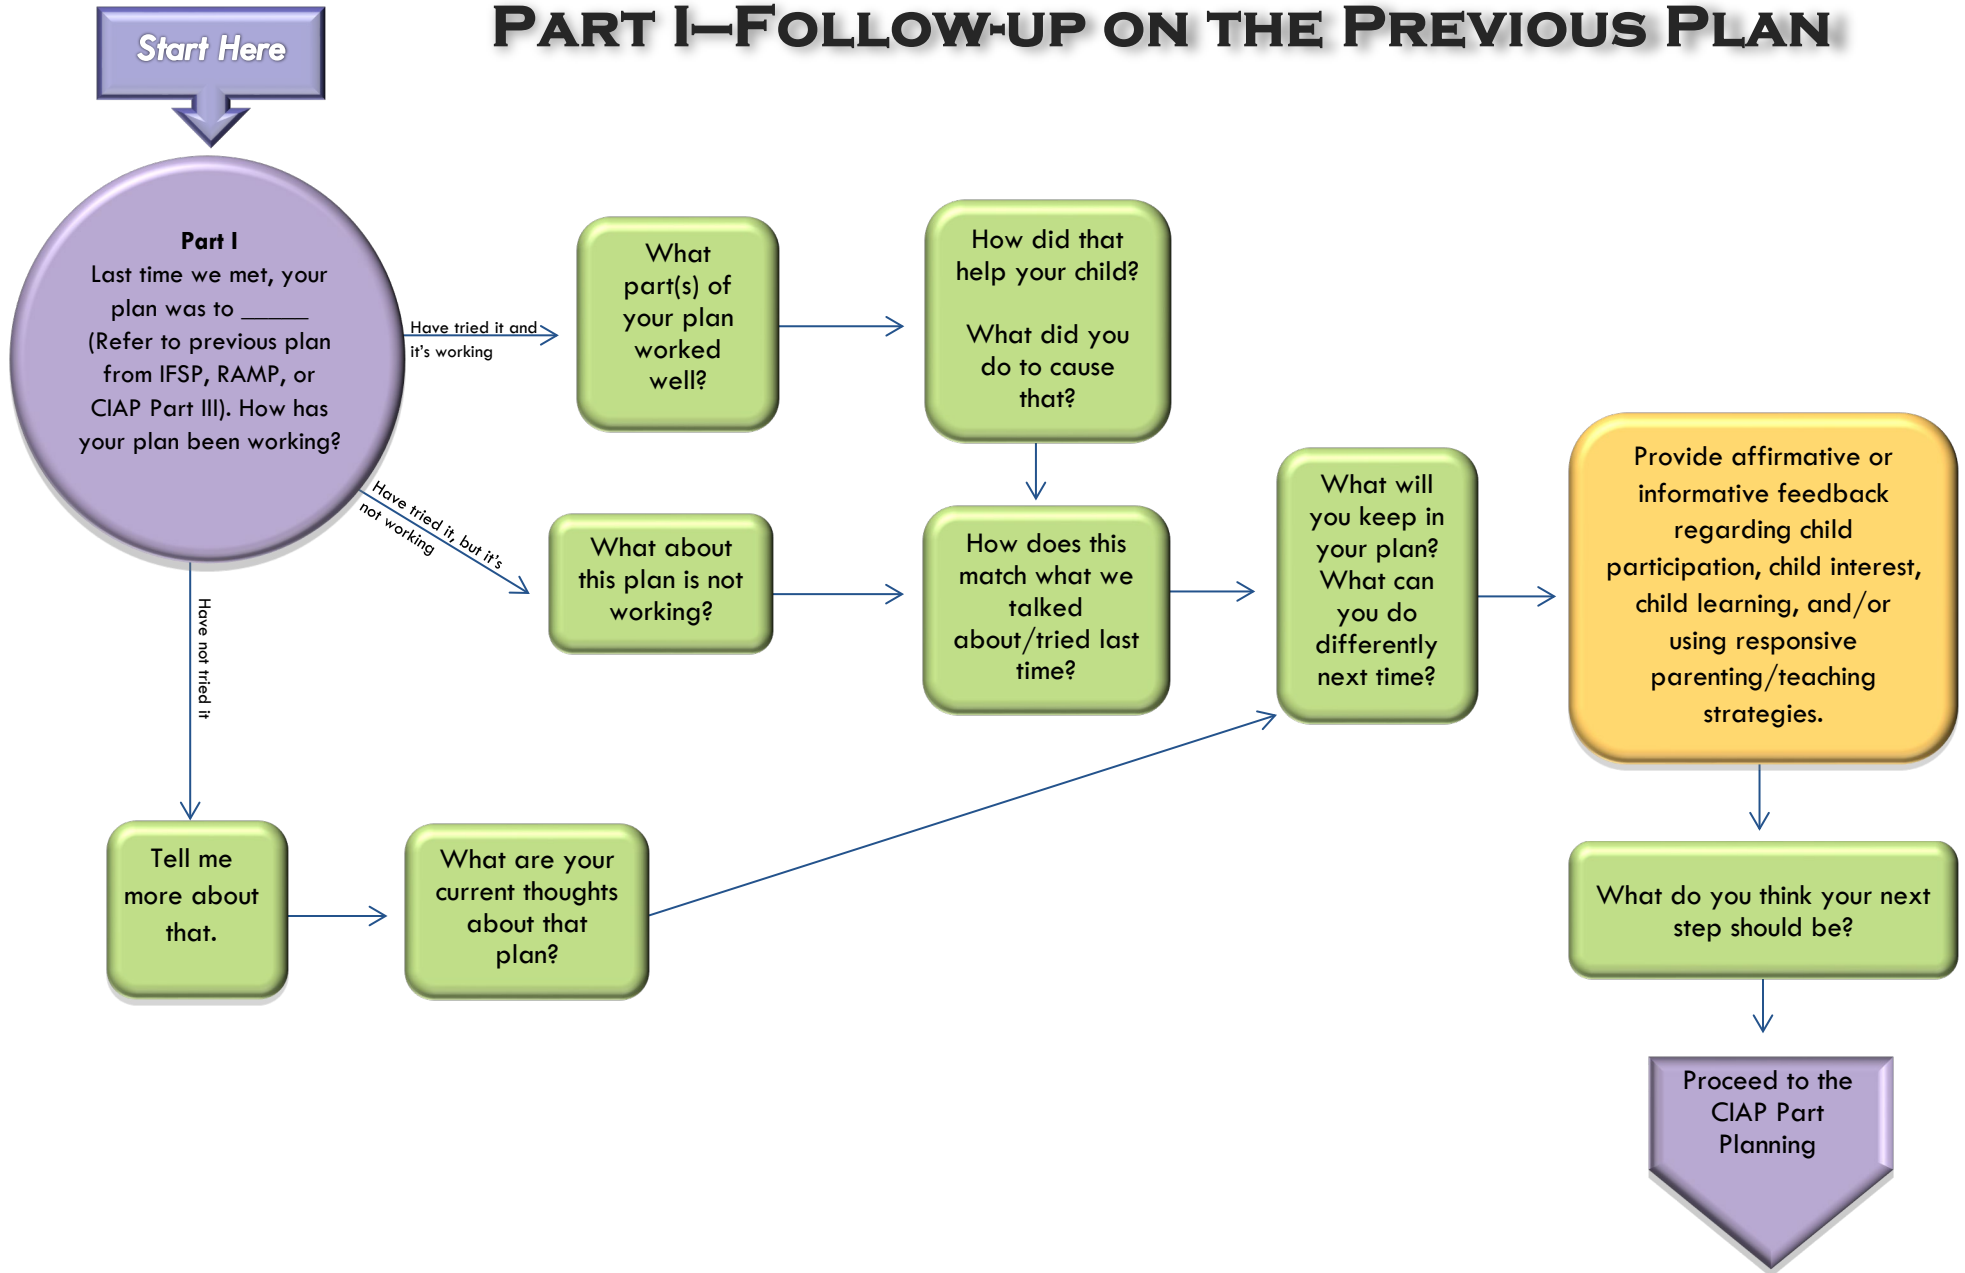 Part I—Follow-up on the Previous Plan
Start Here
Part I
Last time we met, your
plan was to _____
(Refer to previous plan
from IFSP, RAMP, or
CIAP Part III). How has
your plan been working?
Have tried it and
it's working
What
part(s) of
your plan
worked
well?
How did that
help your child?
What did you
do to cause
that?
Have tried it, but it's
not working
What about
this plan is not
working?
How does this
match what we
talked
about/tried last
time?
What will
you keep in
your plan?
What can
you do
differently
next time?
Provide affirmative or
informative feedback
regarding child
participation, child interest,
child learning, and/or
using responsive
parenting/teaching
strategies.
Have not tried it
Tell me
more about
that.
What are your
current thoughts
about that
plan?
What do you think your next
step should be?
Proceed to the
CIAP Part
Planning